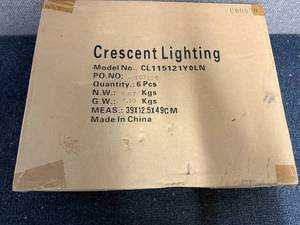 Crescent Lighting
Model No.: CL115121Y0LN
PO.NO:
Quantity.: 6 Pcs
N.W.: Kgs
G.W.: Kgs
MEAS.: 39X12.5X49CM
Made in China